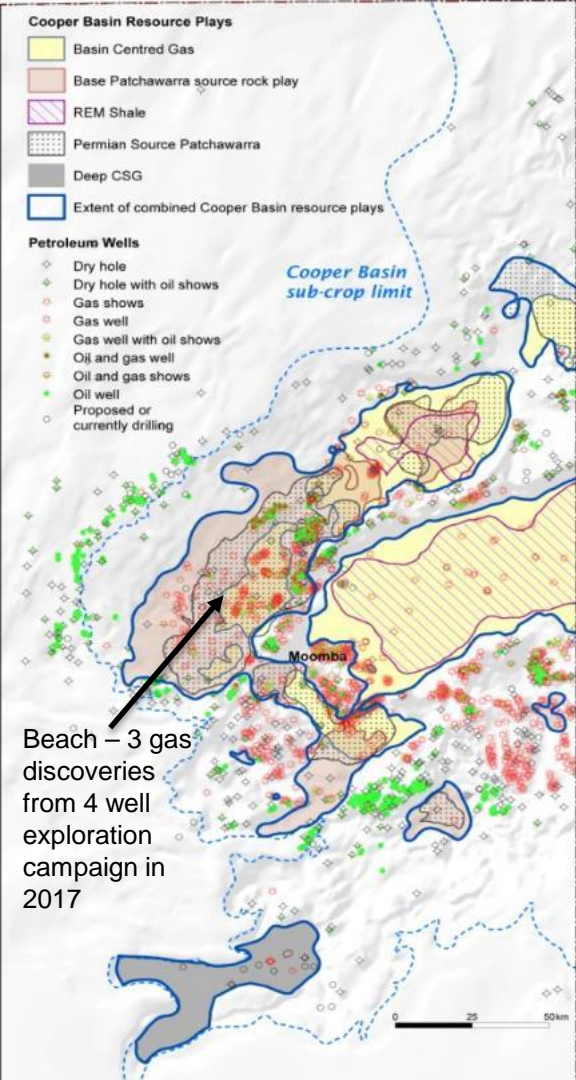 Cooper Basin Resource Plays
Basin Centred Gas
Base Patchawarra source rock play
REM Shale
Permian Source Patchawarra
Deep CSG
Extent of combined Cooper Basin resource plays
Petroleum Wells
Dry hole
Dry hole with oil shows
Gas shows
Gas well
Gas well with oil shows
Oil and gas well
Oil and gas shows
Oil well
Proposed or
currently drilling
Cooper Basin
sub-crop limit
Moomba
Beach – 3 gas
discoveries
from 4 well
exploration
campaign in
2017
0 25 50km